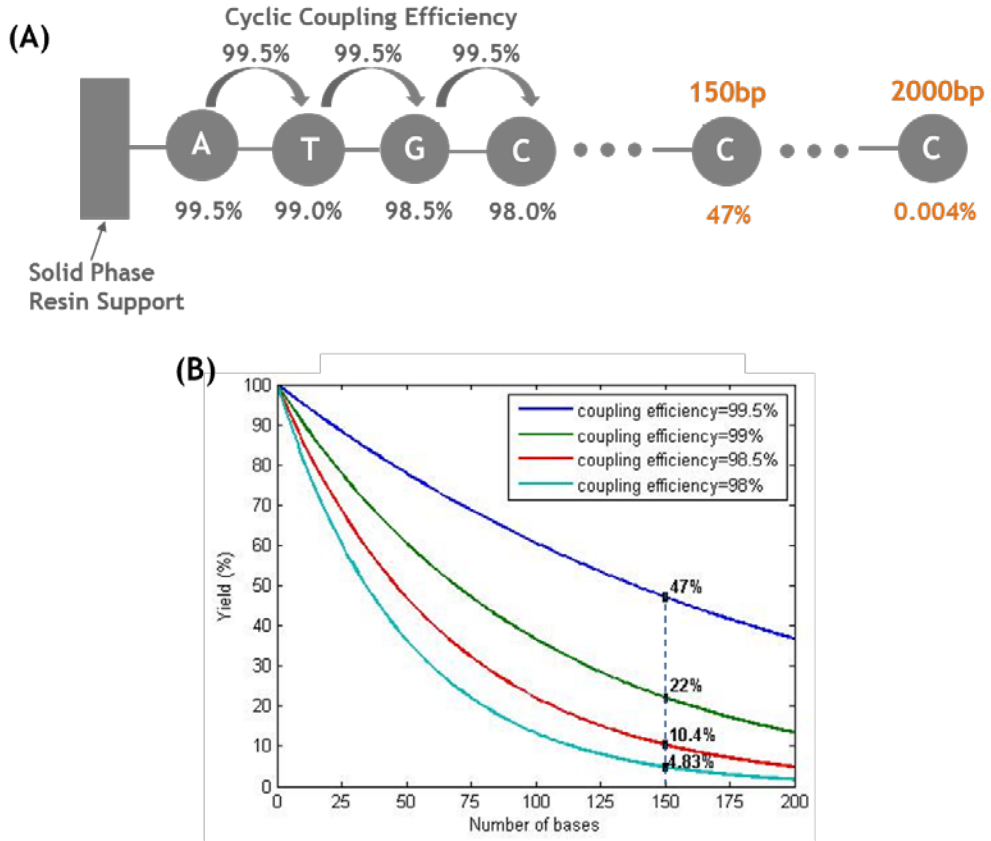 (A)
Cyclic Coupling Efficiency
99.5% 99.5% 99.5%
150bp 2000bp
A T G C C C
99.5% 99.0% 98.5% 98.0% 47% 0.004%
Solid Phase
Resin Support
(B)
100
90
80
70
60
50
40
30
20
10
0
Yield (%)
coupling efficiency=99.5%
coupling efficiency=99%
coupling efficiency=98.5%
coupling efficiency=98%
47%
22%
10.4%
4.83%
0 25 50 75 100 125 150 175 200
Number of bases